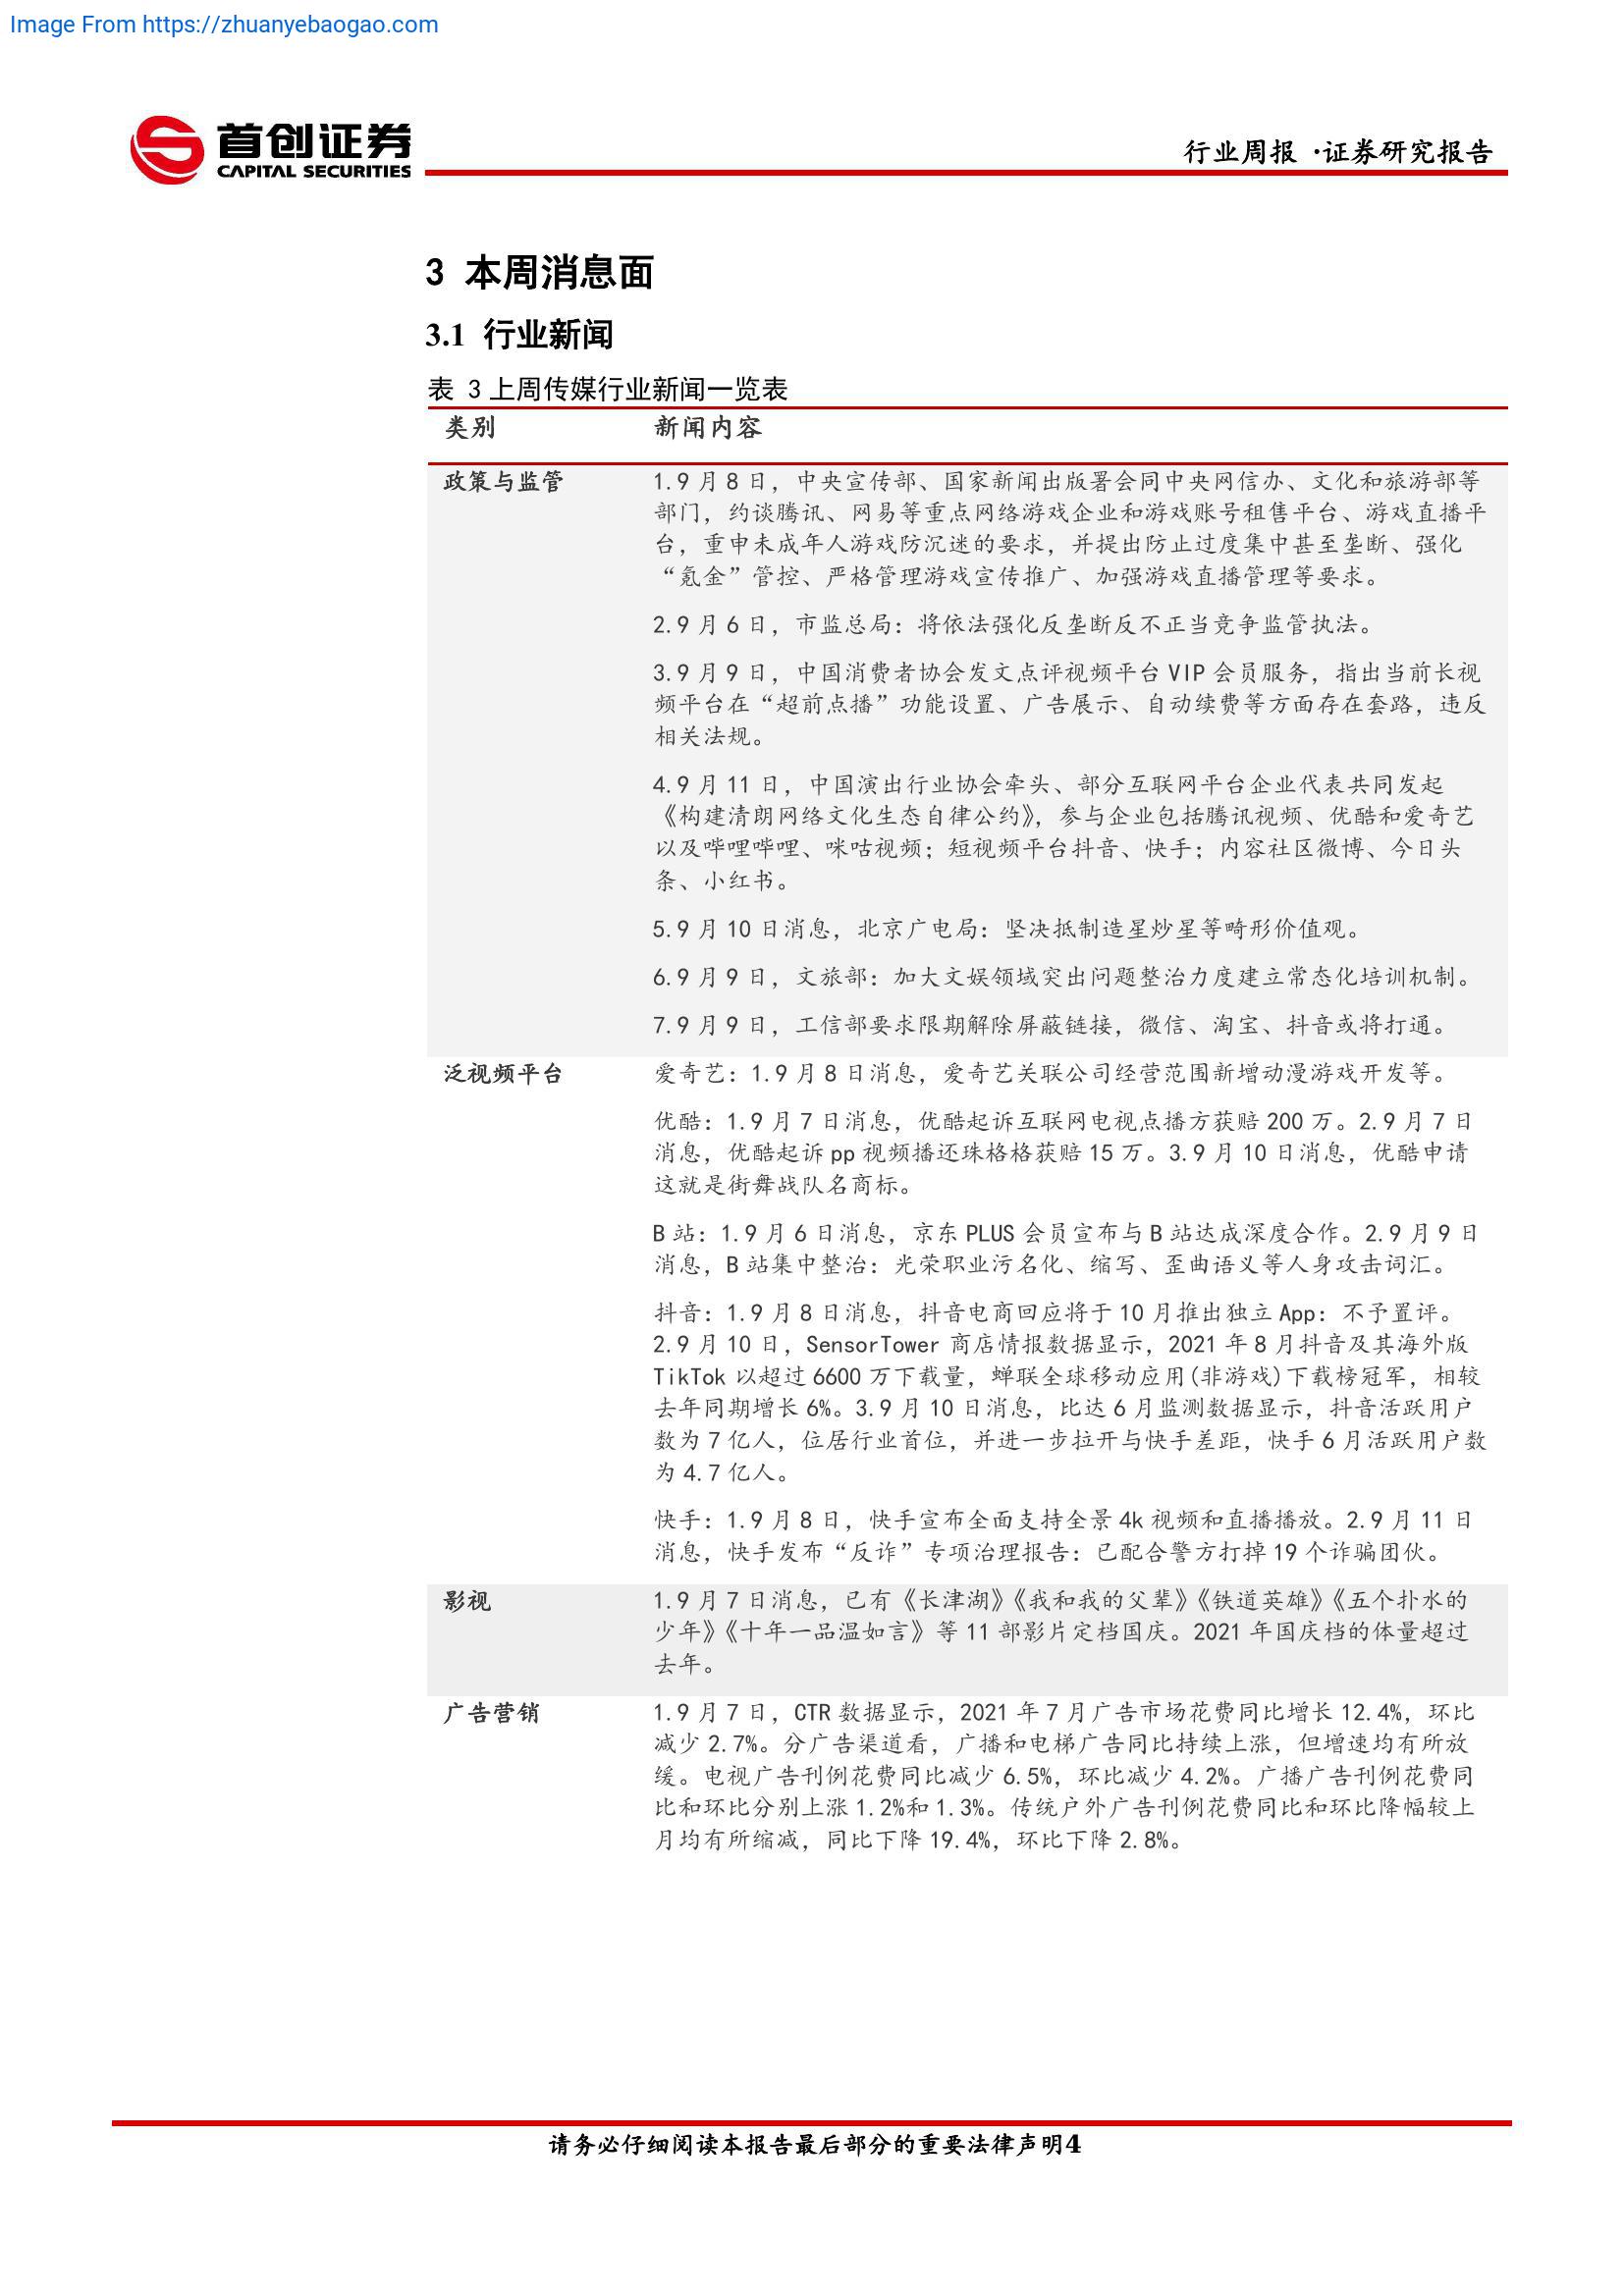 Image From https://zhuanyebaogao.com
首创证券
CAPITAL SECURITIES
行业周报 ·证券研究报告
3 本周消息面
3.1 行业新闻
表 3 上周传媒行业新闻一览表
类别 新闻内容
政策与监管 1.9 月 8 日，中央宣传部、国家新闻出版署会同中央网信办、文化和旅游部等
部门，约谈腾讯、网易等重点网络游戏企业和游戏账号租售平台、游戏直播平
台，重申未成年人游戏防沉迷的要求，并提出防止过度集中甚至垄断、强化
“氪金”管控、严格管理游戏宣传推广、加强游戏直播管理等要求。
2.9 月 6 日，市监总局：将依法强化反垄断反不正当竞争监管执法。
3.9 月 9 日，中国消费者协会发文点评视频平台 VIP 会员服务，指出当前长视
频平台在“超前点播”功能设置、广告展示、自动续费等方面存在套路，违反
相关法规。
4.9 月 11 日，中国演出行业协会牵头、部分互联网平台企业代表共同发起
《构建清朗网络文化生态自律公约》，参与企业包括腾讯视频、优酷和爱奇艺
以及哔哩哔哩、咪咕视频；短视频平台抖音、快手；内容社区微博、今日头
条、小红书。
5.9 月 10 日消息，北京广电局：坚决抵制造星炒星等畸形价值观。
6.9 月 9 日，文旅部：加大文娱领域突出问题整治力度建立常态化培训机制。
7.9 月 9 日，工信部要求限期解除屏蔽链接，微信、淘宝、抖音或将打通。
泛视频平台 爱奇艺：1.9 月 8 日消息，爱奇艺关联公司经营范围新增动漫游戏开发等。
优酷：1.9 月 7 日消息，优酷起诉互联网电视点播方获赔 200 万。2.9 月 7 日
消息，优酷起诉 pp 视频播还珠格格获赔 15 万。3.9 月 10 日消息，优酷申请
这就是街舞战队名商标。
B 站：1.9 月 6 日消息，京东 PLUS 会员宣布与 B 站达成深度合作。2.9 月 9 日
消息，B 站集中整治：光荣职业污名化、缩写、歪曲语义等人身攻击词汇。
抖音：1.9 月 8 日消息，抖音电商回应将于 10 月推出独立 App：不予置评。
2.9 月 10 日，SensorTower 商店情报数据显示，2021 年 8 月抖音及其海外版
TikTok 以超过 6600 万下载量，蝉联全球移动应用(非游戏)下载榜冠军，相较
去年同期增长 6%。3.9 月 10 日消息，比达 6 月监测数据显示，抖音活跃用户
数为 7 亿人，位居行业首位，并进一步拉开与快手差距，快手 6 月活跃用户数
为 4.7 亿人。
快手：1.9 月 8 日，快手宣布全面支持全景 4k 视频和直播播放。2.9 月 11 日
消息，快手发布“反诈”专项治理报告：已配合警方打掉 19 个诈骗团伙。
影视 1.9 月 7 日消息，已有《长津湖》《我和我的父辈》《铁道英雄》《五个扑水的
少年》《十年一品温如言》等 11 部影片定档国庆。2021 年国庆档的体量超过
去年。
广告营销 1.9 月 7 日，CTR 数据显示，2021 年 7 月广告市场花费同比增长 12.4%，环比
减少 2.7%。分广告渠道看，广播和电梯广告同比持续上涨，但增速均有所放
缓。电视广告刊例花费同比减少 6.5%，环比减少 4.2%。广播广告刊例花费同
比和环比分别上涨 1.2%和 1.3%。传统户外广告刊例花费同比和环比降幅较上
月均有所缩减，同比下降 19.4%，环比下降 2.8%。
请务必仔细阅读本报告最后部分的重要法律声明4